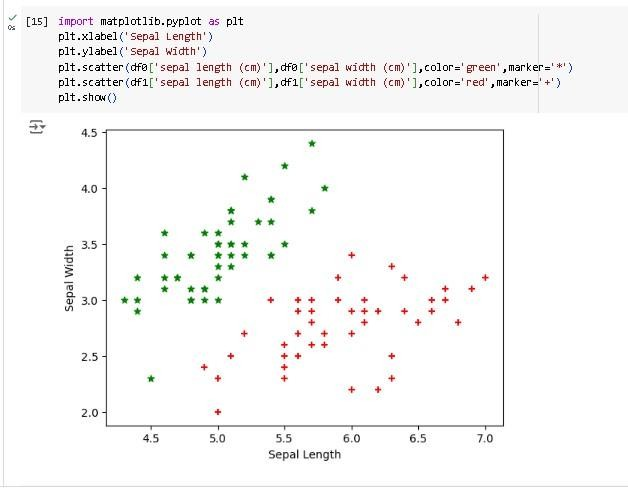 [15] import matplotlib.pyplot as plt
plt.xlabel('Sepal Length')
plt.ylabel('Sepal Width')
plt.scatter(df0['sepal length (cm)'],df0['sepal width (cm)'],color='green',marker='*')
plt.scatter(df1['sepal length (cm)'],df1['sepal width (cm)'],color='red',marker='+')
plt.show()
0s
4.5
4.0
3.5
3.0
2.5
2.0
Sepal Width
4.5 5.0 5.5 6.0 6.5 7.0
Sepal Length